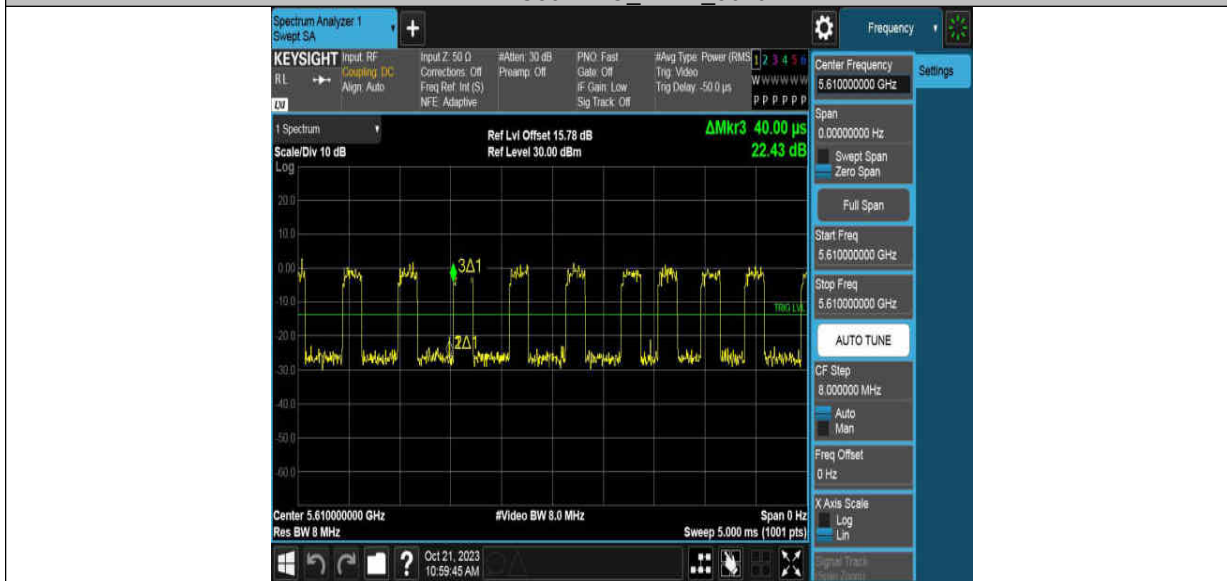 Spectrum Analyzer 1
Swept SA
+
Frequency
KEYSIGHT
RL
LXI
Input: RF
Coupling: DC
Align: Auto
Input Z: 50 Ω
Corrections: Off
Freq Ref: Int (S)
NFE: Adaptive
#Atten: 30 dB
Preamp: Off
PNO: Fast
Gate: Off
IF Gain: Low
Sig Track: Off
#Avg Type: Power (RMS
Trig: Video
Trig Delay: -50.0 µs
1 2 3 4 5 6
W W W W W W
P P P P P P
Center Frequency
5.610000000 GHz
Settings
Span
0.00000000 Hz
Swept Span
Zero Span
Full Span
Start Freq
5.610000000 GHz
Stop Freq
5.610000000 GHz
AUTO TUNE
CF Step
8.000000 MHz
Auto
Man
Freq Offset
0 Hz
X Axis Scale
Log
Lin
Signal Track
1 Spectrum
Scale/Div 10 dB
Log
Ref Lvl Offset 15.78 dB
Ref Level 30.00 dBm
ΔMkr3 40.00 µs
22.43 dB
20.0
10.0
0.00
-10.0
-20.0
-30.0
-40.0
-50.0
-60.0
3Δ1
2Δ1
TRIG LVL
Center 5.610000000 GHz
Res BW 8 MHz
#Video BW 8.0 MHz
Span 0 Hz
Sweep 5.000 ms (1001 pts)
?
Oct 21, 2023
10:59:45 AM